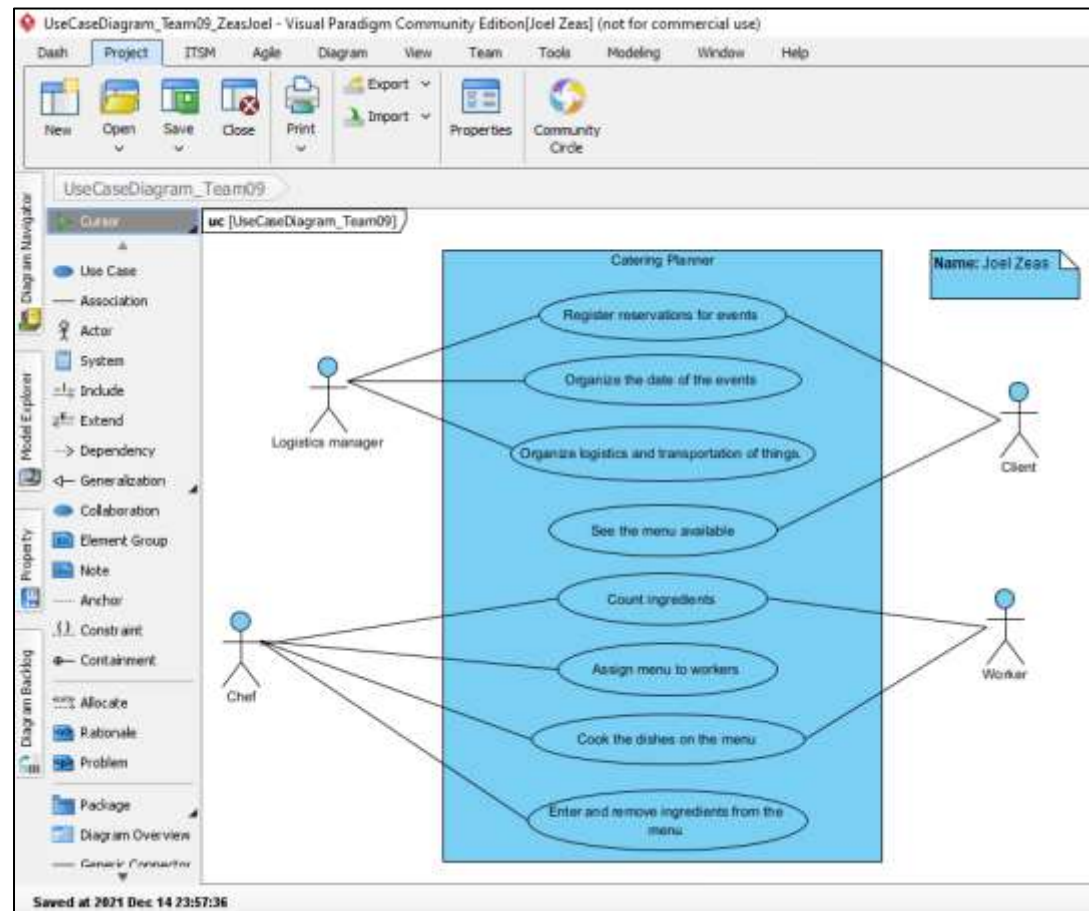 UseCaseDiagram_Team09_ZeasJoel - Visual Paradigm Community Edition[Joel Zeas] (not for commercial use)
Dash Project ITSM Agile Diagram View Team Tools Modeling Window Help
New Open Save Close Print Export Import Properties Community Circle
UseCaseDiagram_Team09
Diagram Navigator
Model Explorer
Property
Diagram Backlog
Cursor
Use Case
Association
Actor
System
Include
Extend
Dependency
Generalization
Collaboration
Element Group
Note
Anchor
Constraint
Containment
Allocate
Rationale
Problem
Package
Diagram Overview
Generic Connector
uc [UseCaseDiagram_Team09]
Catering Planner
Name: Joel Zeas
Register reservations for events
Organize the date of the events
Logistics manager
Organize logistics and transportation of things.
Client
See the menu available
Count ingredients
Assign menu to workers
Chef
Worker
Cook the dishes on the menu
Enter and remove ingredients from the
menu
Saved at 2021 Dec 14 23:57:36